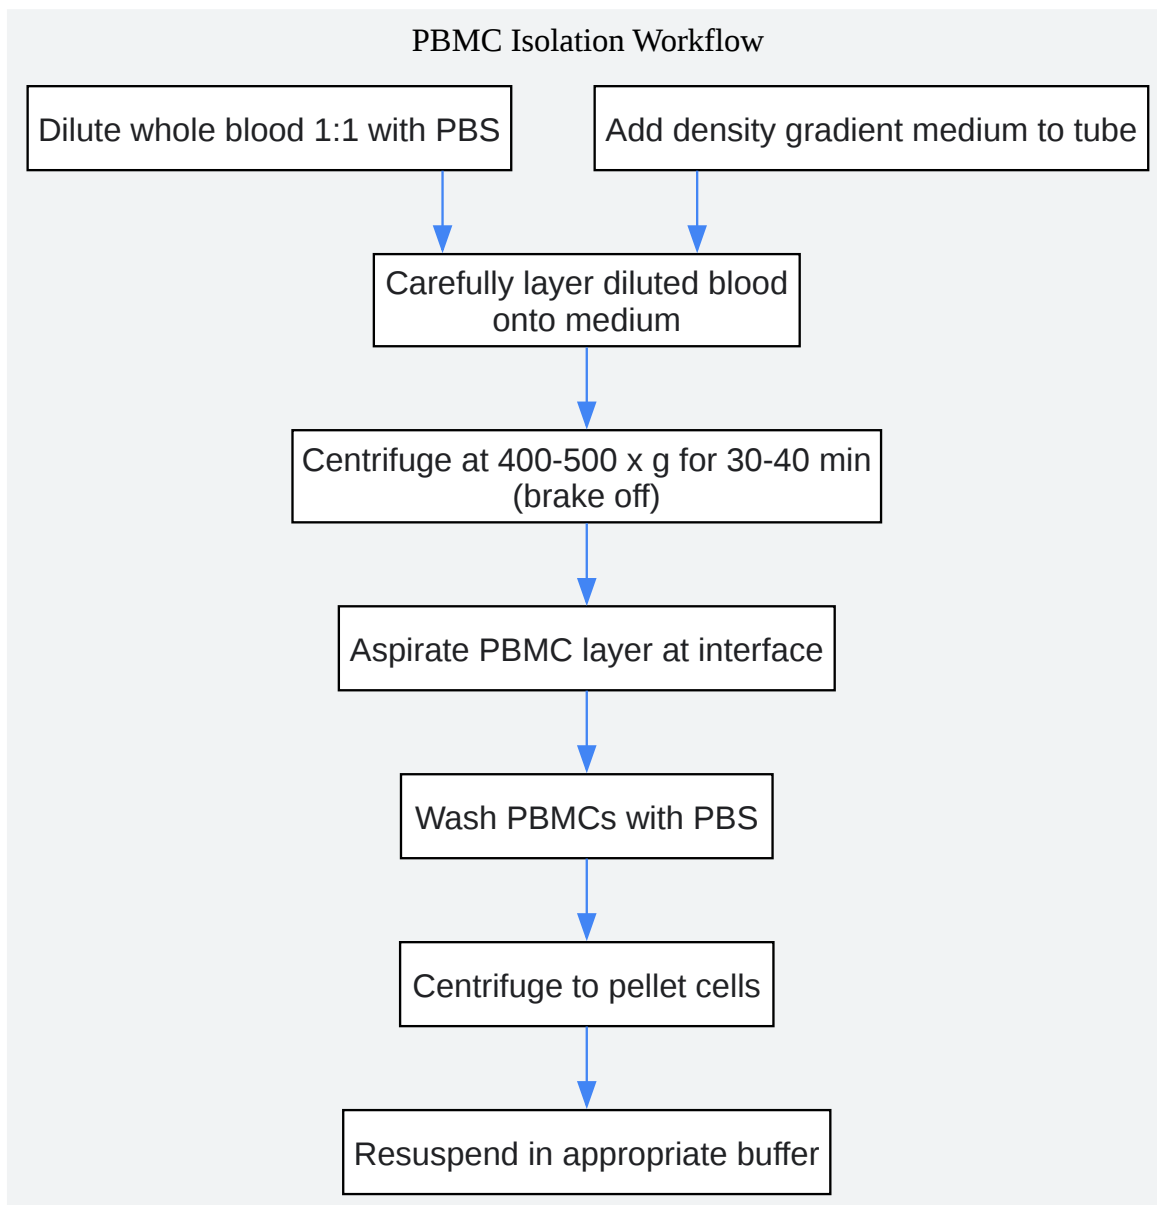 PBMC Isolation Workflow
Dilute whole blood 1:1 with PBS
Add density gradient medium to tube
Carefully layer diluted blood
onto medium
Centrifuge at 400-500 x g for 30-40 min
(brake off)
Aspirate PBMC layer at interface
Wash PBMCs with PBS
Centrifuge to pellet cells
Resuspend in appropriate buffer